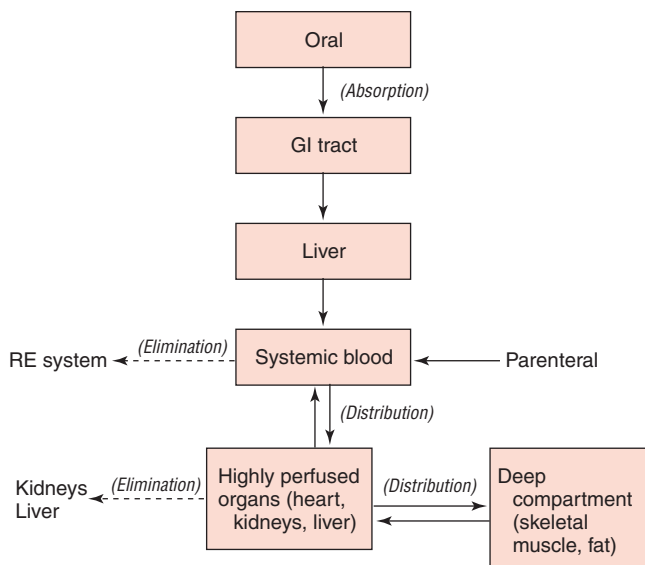 Oral
(Absorption)
GI tract
Liver
RE system
(Elimination)
Systemic blood
Parenteral
(Distribution)
Kidneys
Liver
(Elimination)
Highly perfused
organs (heart,
kidneys, liver)
(Distribution)
Deep
compartment
(skeletal
muscle, fat)